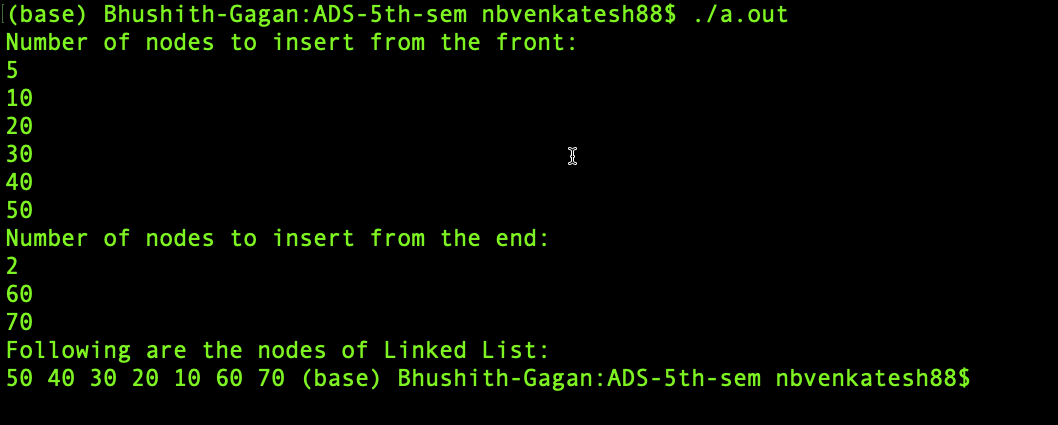 (base) Bhushith-Gagan:ADS-5th-sem nbvenkatesh88$ ./a.out
Number of nodes to insert from the front:
5
10
20
30
40
50
Number of nodes to insert from the end:
2
60
70
Following are the nodes of Linked List:
50 40 30 20 10 60 70 (base) Bhushith-Gagan:ADS-5th-sem nbvenkatesh88$